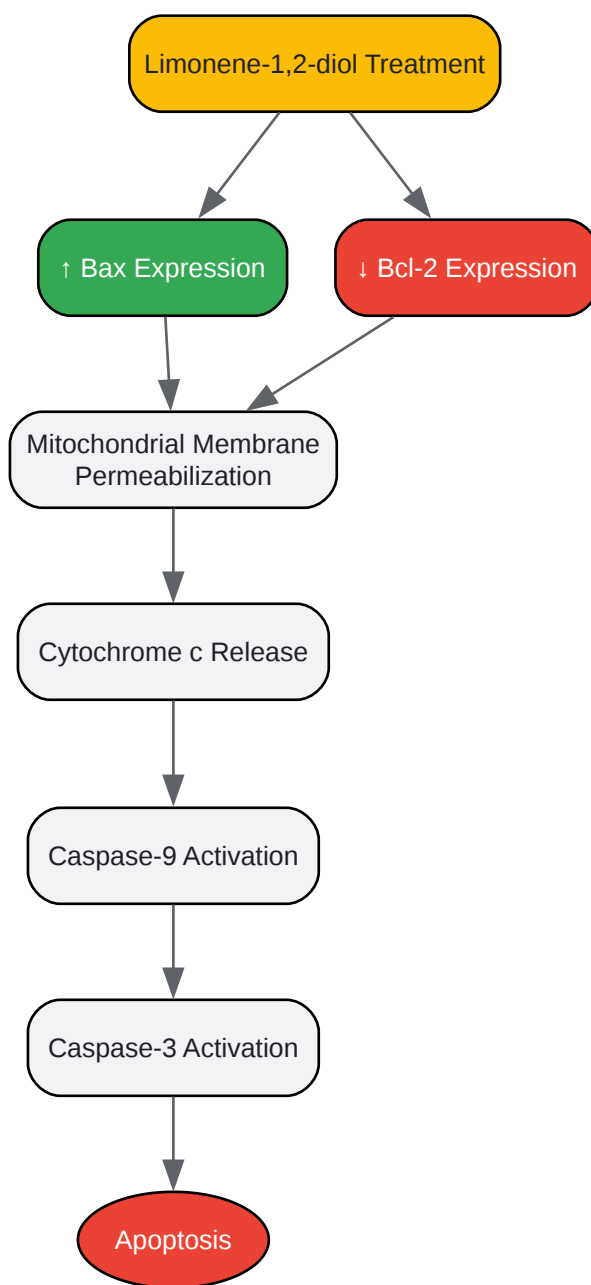 Limonene-1,2-diol Treatment
↑ Bax Expression
↓ Bcl-2 Expression
Mitochondrial Membrane
Permeabilization
Cytochrome c Release
Caspase-9 Activation
Caspase-3 Activation
Apoptosis